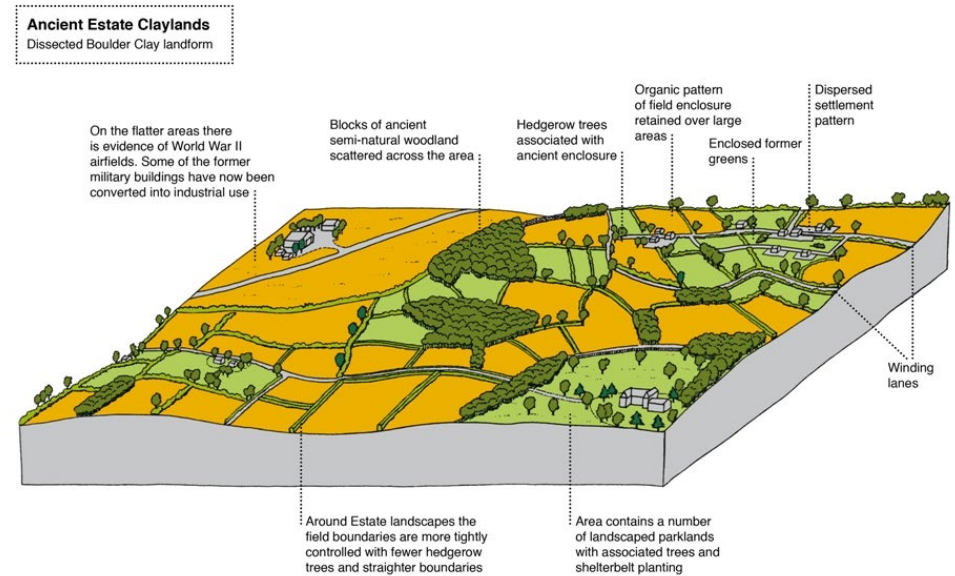 Ancient Estate Claylands
Dissected Boulder Clay landform
On the flatter areas there
is evidence of World War II
airfields. Some of the former
military buildings have now been
converted into industrial use
Blocks of ancient
semi-natural woodland
scattered across the area
Hedgerow trees
associated with
ancient enclosure
Organic pattern
of field enclosure
retained over large
areas
Enclosed former
greens
Dispersed
settlement
pattern
Winding
lanes
Around Estate landscapes the
field boundaries are more tightly
controlled with fewer hedgerow
trees and straighter boundaries
Area contains a number
of landscaped parklands
with associated trees and
shelterbelt planting